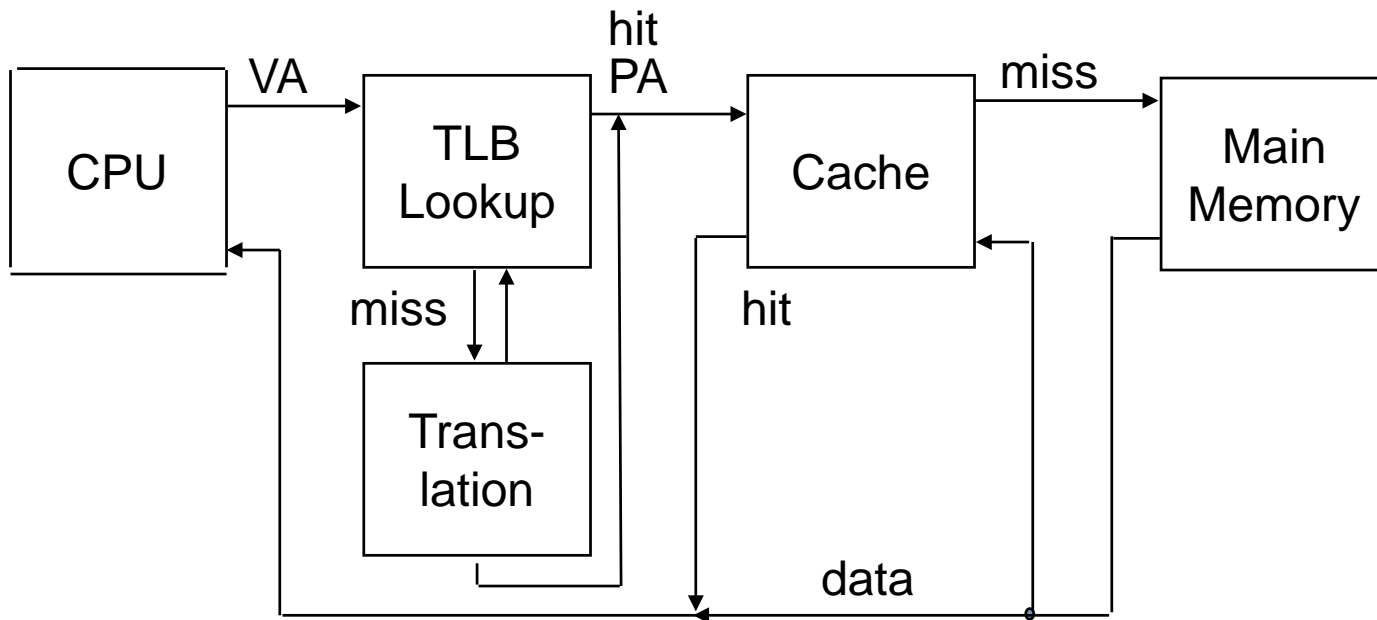 hit
VA
PA
miss
CPU
TLB
Lookup
Cache
Main
Memory
miss
hit
Trans-
lation
data